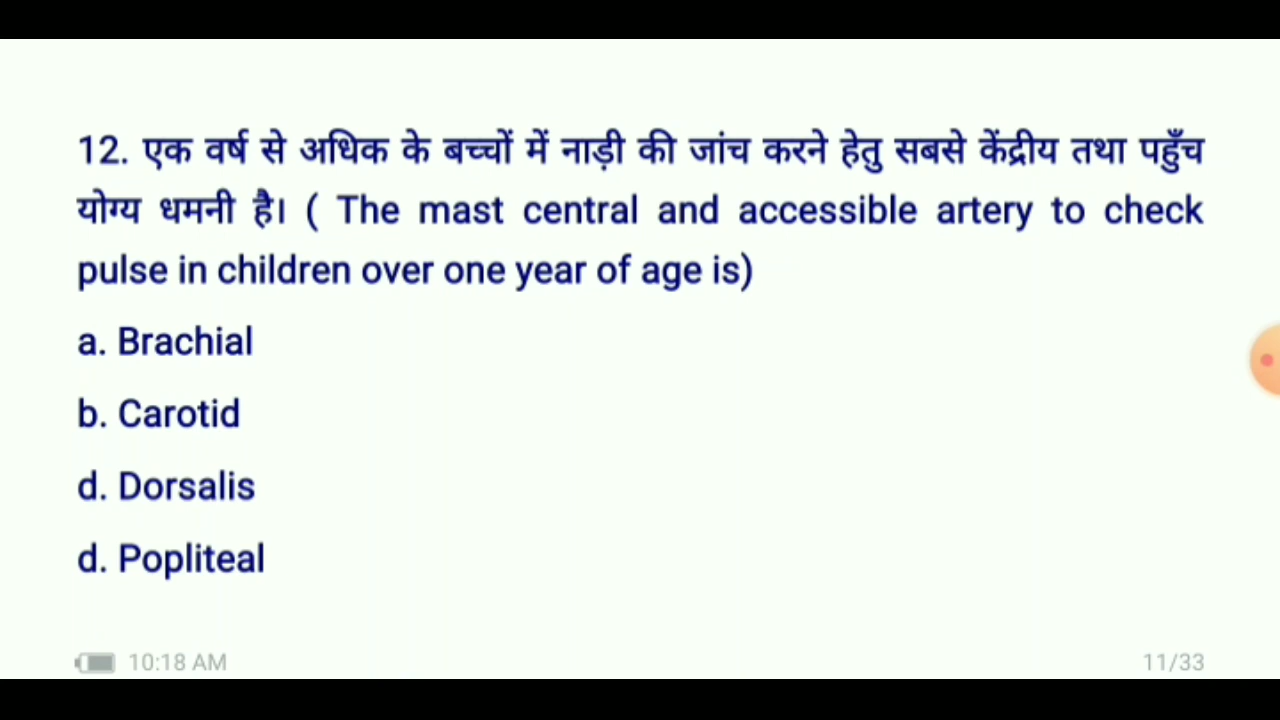 12. एक वर्ष से अधिक के बच्चों में नाड़ी की जांच करने हेतु सबसे केंद्रीय तथा पहुँच
योग्य धमनी है। ( The mast central and accessible artery to check
pulse in children over one year of age is)
a. Brachial
b. Carotid
d. Dorsalis
d. Popliteal
10:18 AM
11/33